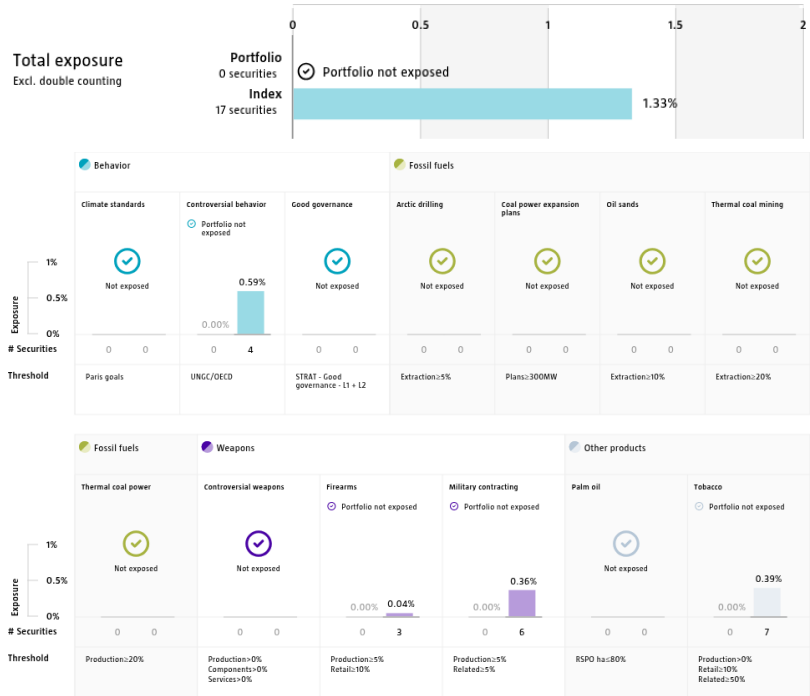 0 0.5 1 1.5 2
Total exposure
Excl. double counting
Portfolio
0 securities
Portfolio not exposed
Index
17 securities
1.33%
Behavior
Fossil fuels
Climate standards
Controversial behavior
Good governance
Arctic drilling
Coal power expansion
plans
Oil sands
Thermal coal mining
Portfolio not
exposed
Exposure
1%
0.5%
0%
Not exposed
0.00%
0.59%
Not exposed
Not exposed
Not exposed
Not exposed
Not exposed
# Securities
0 0
0 4
0 0
0 0
0 0
0 0
0 0
Threshold
Paris goals
UNGC/OECD
STRAT - Good
governance - L1 + L2
Extraction≥5%
Plans≥300MW
Extraction≥10%
Extraction≥20%
Fossil fuels
Weapons
Other products
Thermal coal power
Controversial weapons
Firearms
Military contracting
Palm oil
Tobacco
Portfolio not exposed
Portfolio not exposed
Portfolio not exposed
Exposure
1%
0.5%
0%
Not exposed
Not exposed
0.00%
0.04%
0.00%
0.36%
Not exposed
0.00%
0.39%
# Securities
0 0
0 0
0 3
0 6
0 0
0 7
Threshold
Production≥20%
Production>0%
Components>0%
Services>0%
Production≥5%
Retail≥10%
Production≥5%
Related≥5%
RSPO ha≤80%
Production>0%
Retail≥10%
Related≥50%